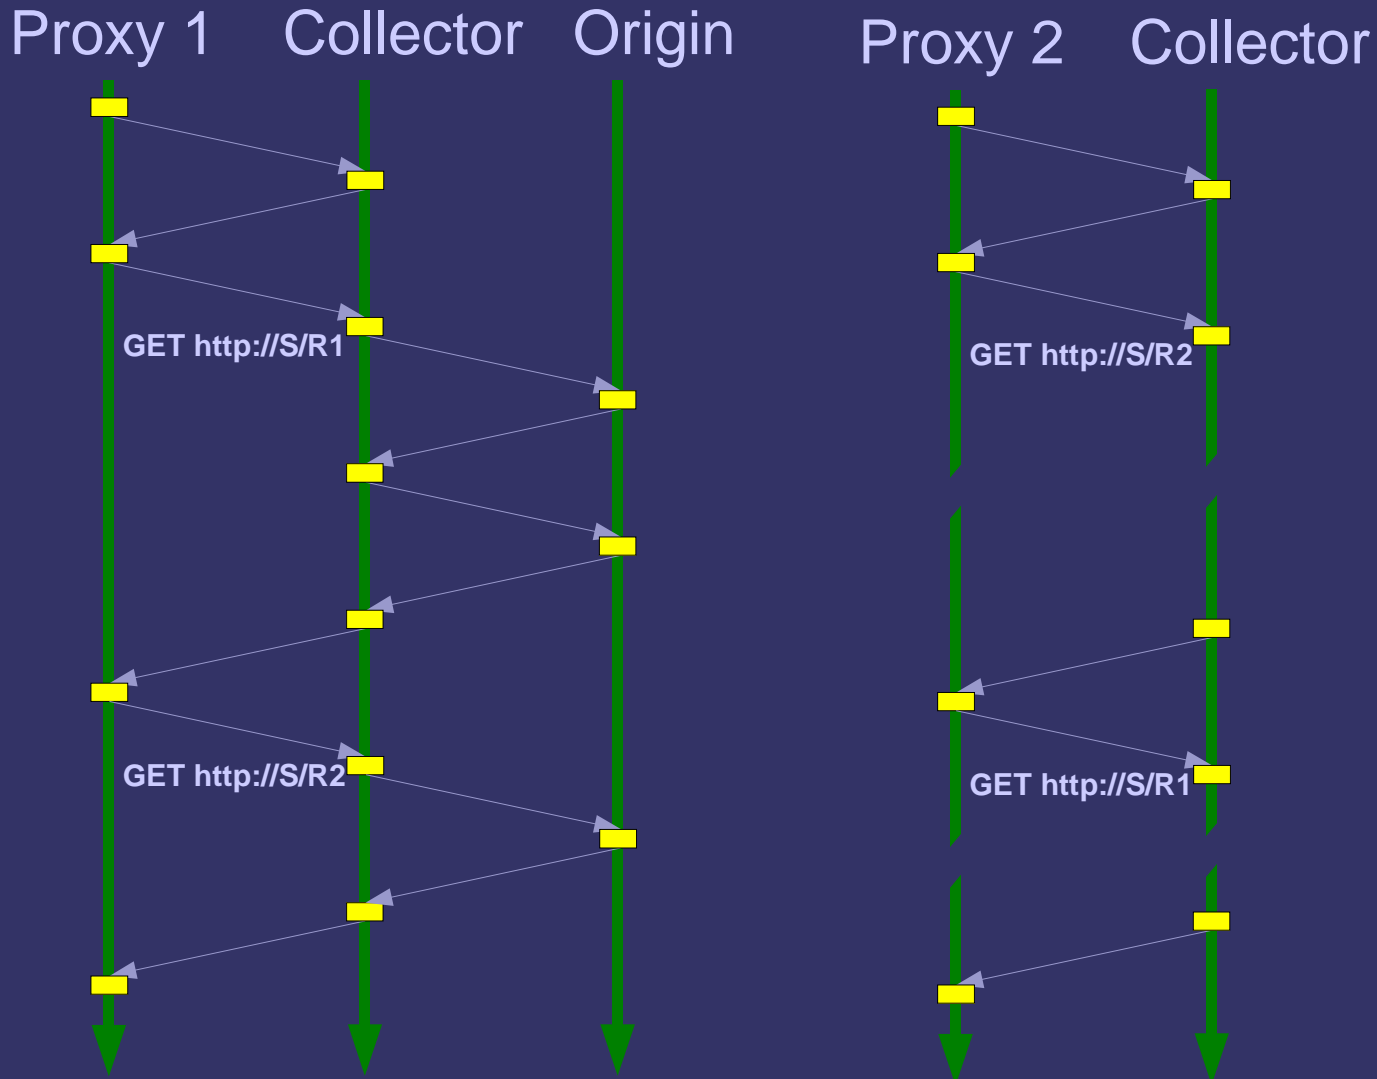 Proxy 1 Collector Origin
Proxy 2 Collector
GET http://S/R1
GET http://S/R2
GET http://S/R2
GET http://S/R1